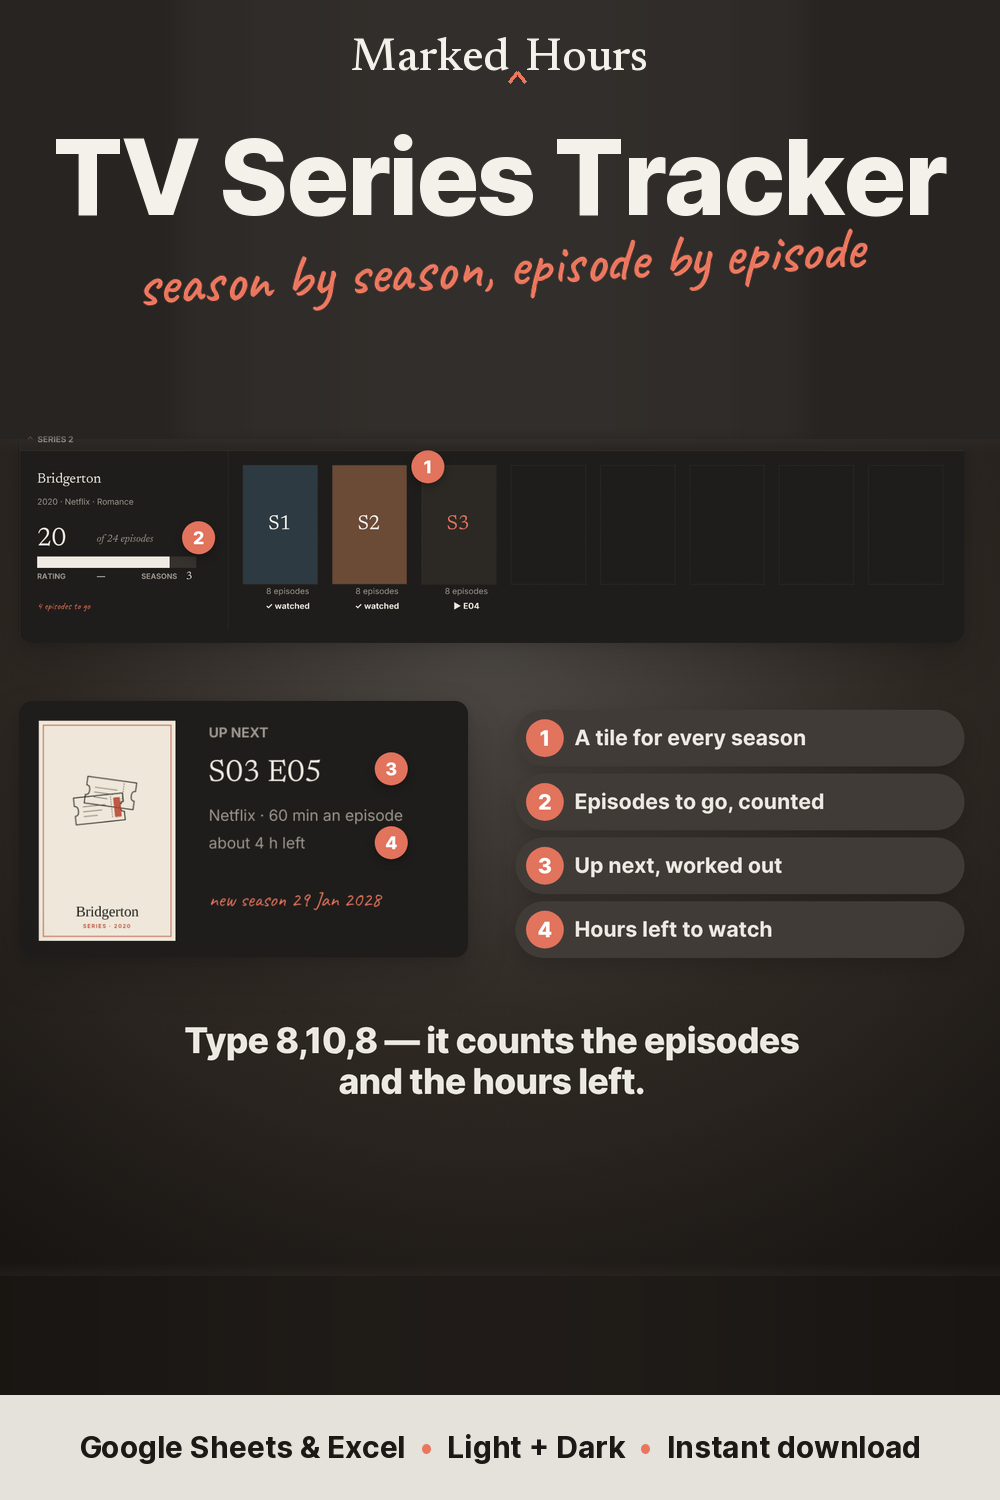 Marked Hours
^
TV Series Tracker
season by season, episode by episode
^ SERIES 2
Bridgerton
2020 · Netflix · Romance
20 of 24 episodes
RATING — SEASONS 3
4 episodes to go
2
S1
8 episodes
✓ watched
S2
8 episodes
✓ watched
1
S3
8 episodes
▶ E04
Bridgerton
SERIES · 2020
UP NEXT
S03 E05
3
Netflix · 60 min an episode
about 4 h left
4
new season 29 Jan 2028
1 A tile for every season
2 Episodes to go, counted
3 Up next, worked out
4 Hours left to watch
Type 8,10,8 — it counts the episodes
and the hours left.
Google Sheets & Excel • Light + Dark • Instant download